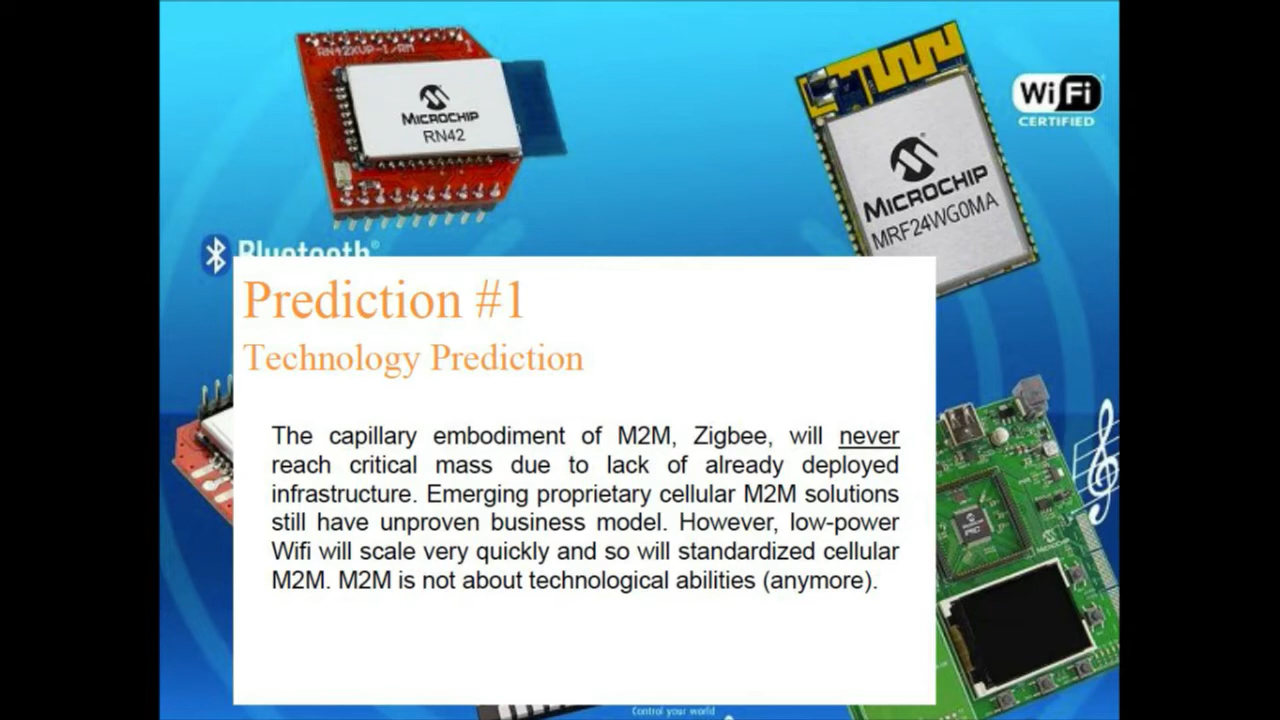 RN42XVP-I/RM
MICROCHIP
RN42
MICROCHIP
MRF24WG0MA
Wi Fi
CERTIFIED
Bluetooth®
Prediction #1
Technology Prediction
The capillary embodiment of M2M, Zigbee, will never
reach critical mass due to lack of already deployed
infrastructure. Emerging proprietary cellular M2M solutions
still have unproven business model. However, low-power
Wifi will scale very quickly and so will standardized cellular
M2M. M2M is not about technological abilities (anymore).
MICROCHIP
Control your world